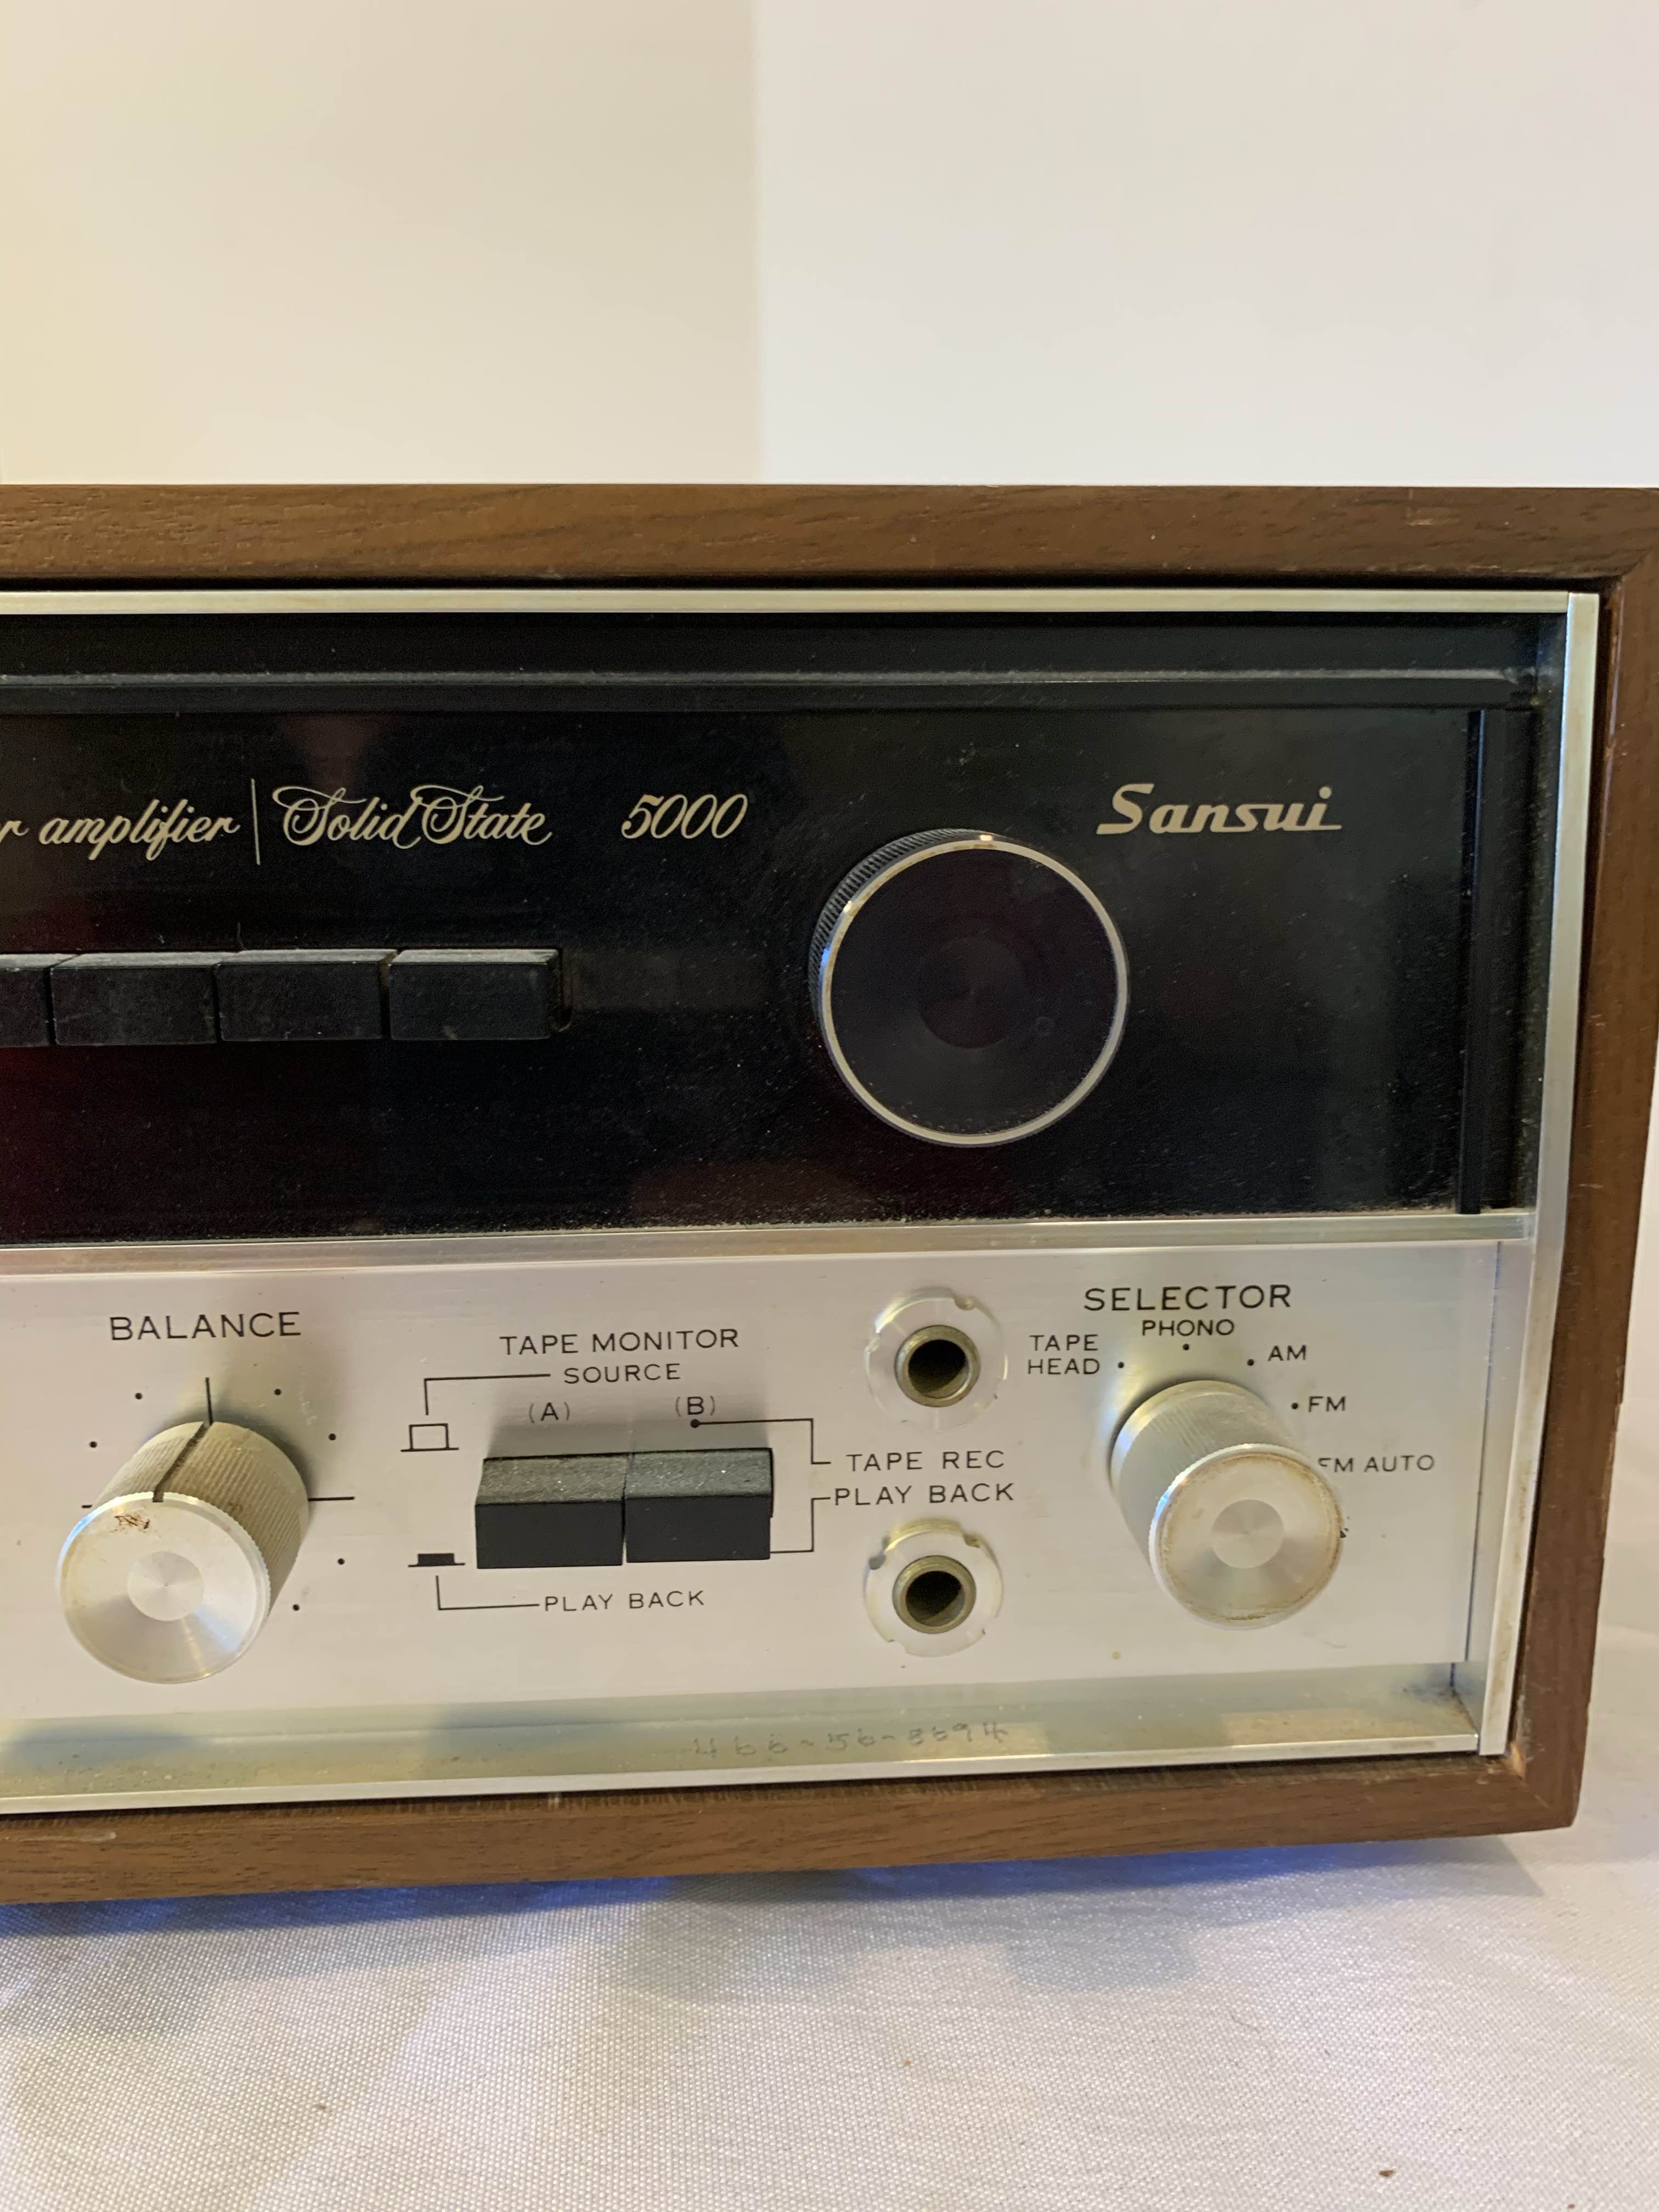 amplifier | Solid State 5000
Sansui
BALANCE
TAPE MONITOR
SOURCE
(A) (B)
TAPE REC
PLAY BACK
PLAY BACK
SELECTOR
TAPE HEAD
PHONO
AM
FM
FM AUTO